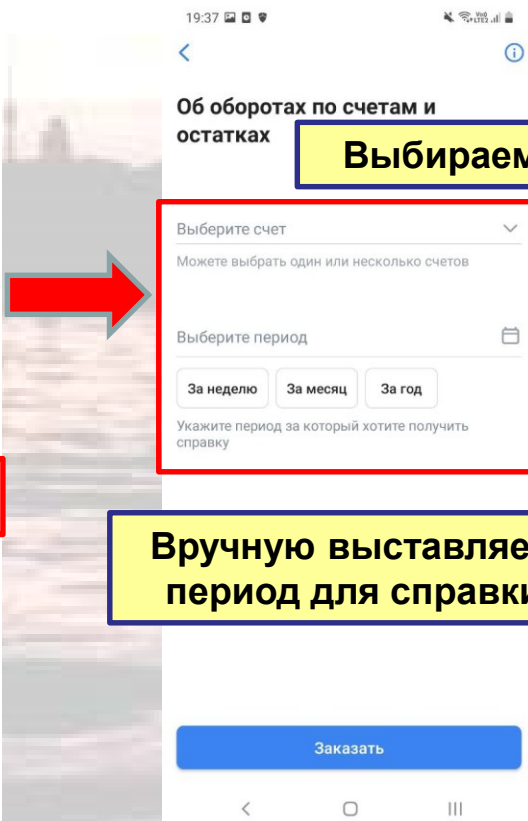 19:37
Об оборотах по счетам и
остатках
Выбираем
Выберите счет
Можете выбрать один или несколько счетов
Выберите период
За неделю За месяц За год
Укажите период за который хотите получить
справку
Вручную выставляе
период для справки
Заказать